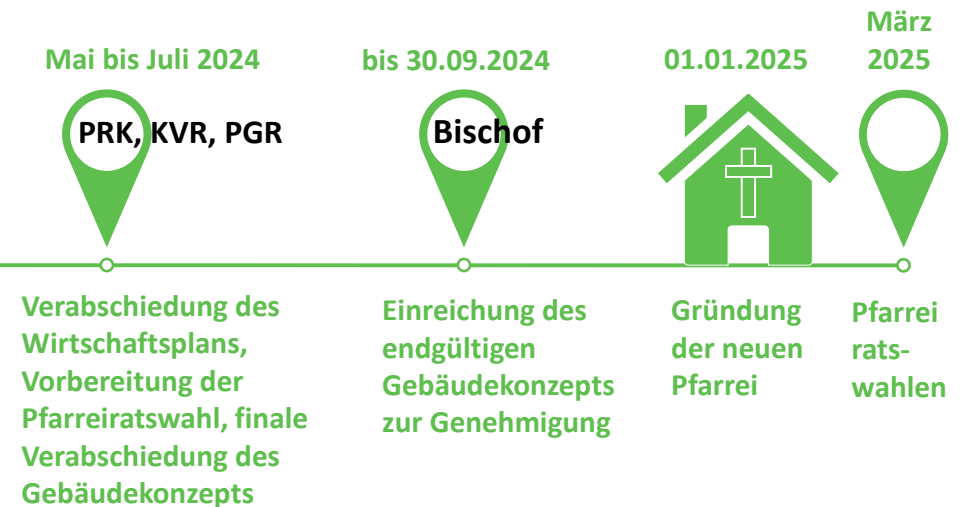 Mai bis Juli 2024
PRK, KVR, PGR
Verabschiedung des
Wirtschaftsplans,
Vorbereitung der
Pfarreiratswahl, finale
Verabschiedung des
Gebäudekonzepts
bis 30.09.2024
Bischof
Einreichung des
endgültigen
Gebäudekonzepts
zur Genehmigung
01.01.2025
Gründung
der neuen
Pfarrei
März
2025
Pfarrei
rats-
wahlen